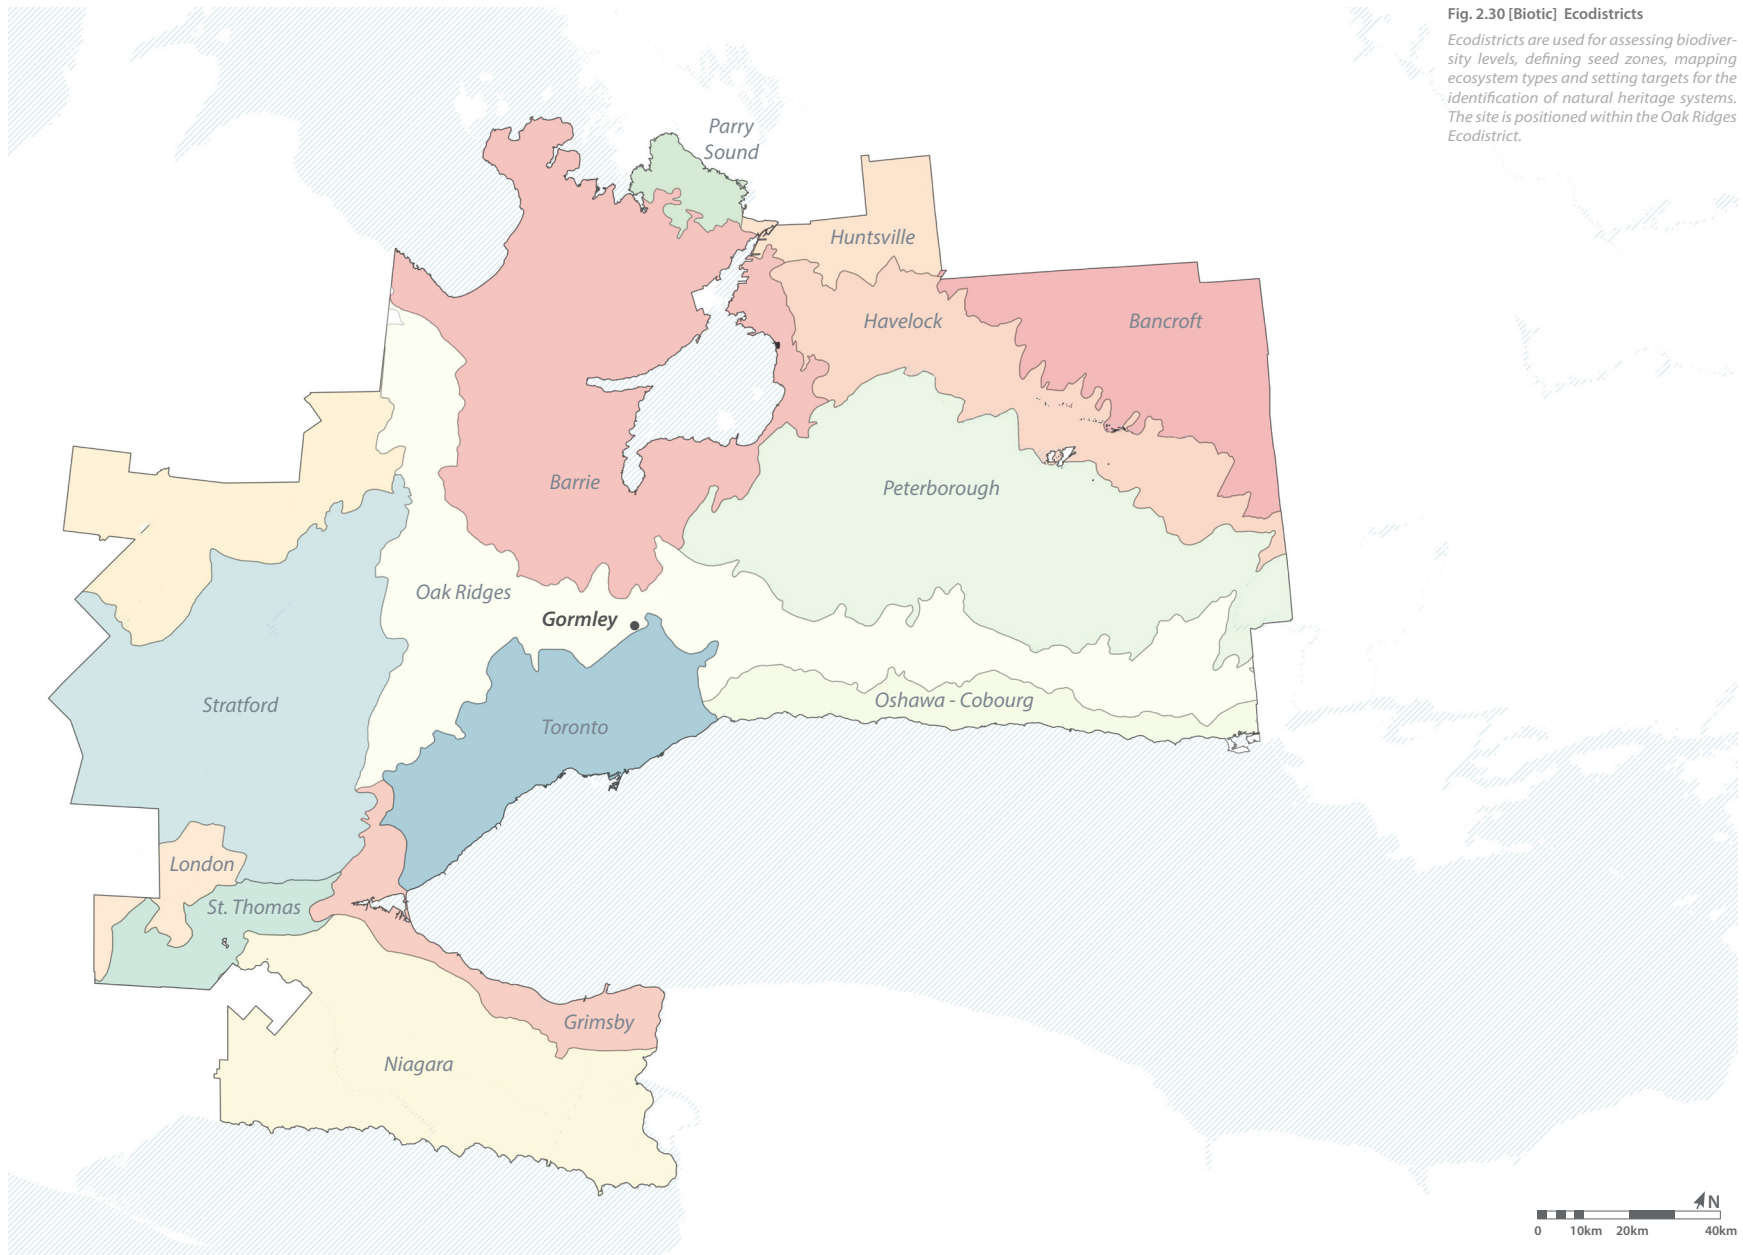 Fig. 2.30 [Biotic] Ecodistricts
Ecodistricts are used for assessing biodiver-
sity levels, defining seed zones, mapping
ecosystem types and setting targets for the
identification of natural heritage systems.
The site is positioned within the Oak Ridges
Ecodistrict.
Parry
Sound
Huntsville
Havelock
Bancroft
Barrie
Peterborough
Oak Ridges
Gormley
Stratford
Oshawa - Cobourg
Toronto
London
St. Thomas
Grimsby
Niagara
N
0 10km 20km 40km